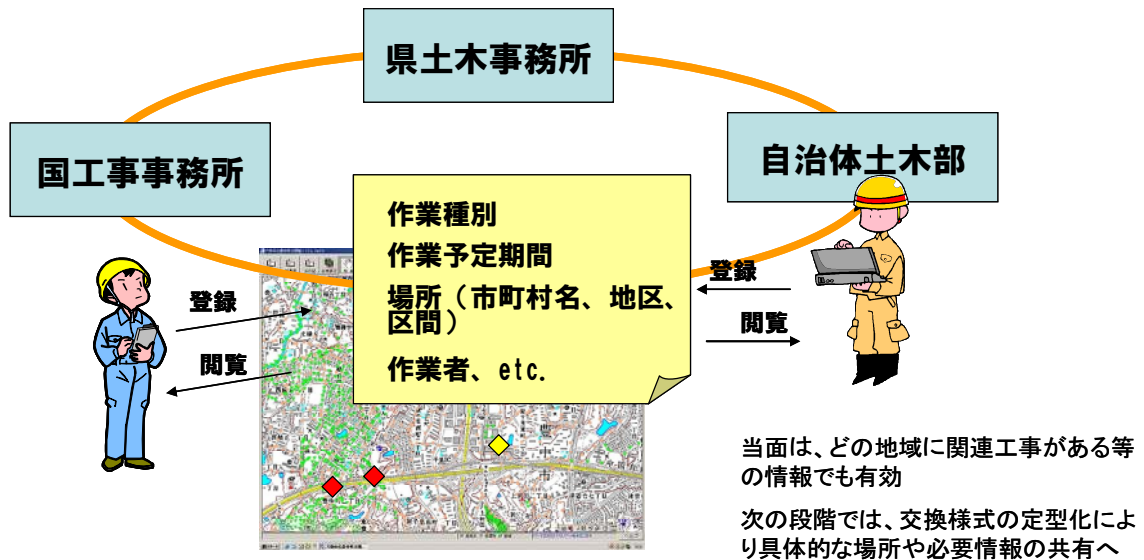 県土木事務所
国工事事務所
自治体土木部
作業種別
作業予定期間
場所（市町村名、地区、
区間）
作業者、etc.
登録
閲覧
登録
閲覧
当面は、どの地域に関連工事がある等
の情報でも有効
次の段階では、交換様式の定型化によ
り具体的な場所や必要情報の共有へ